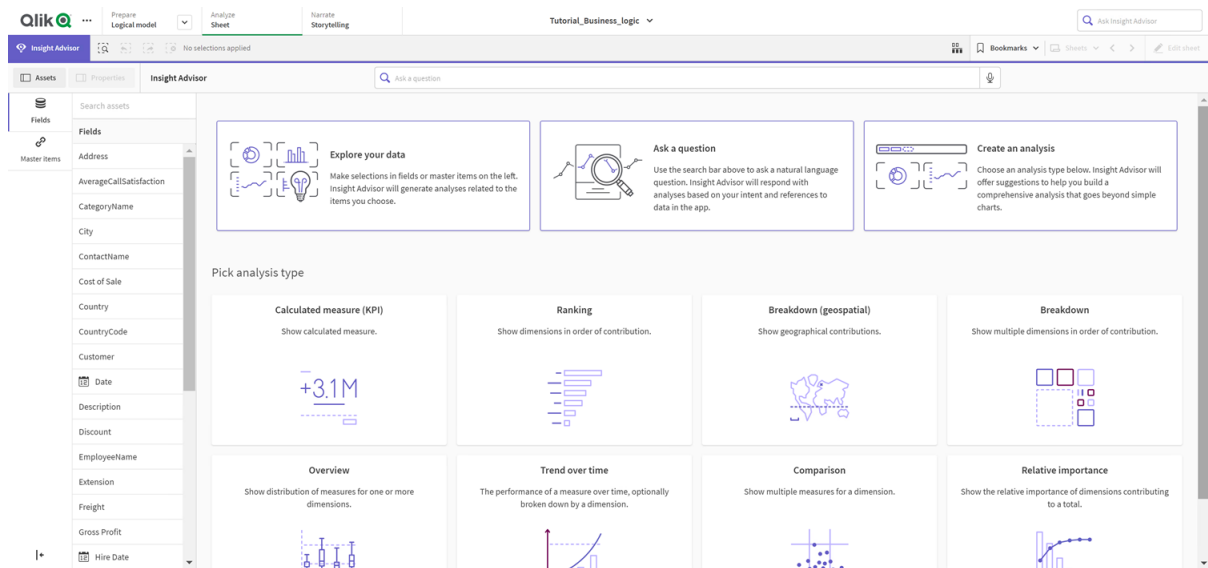 Qlik
Prepare
Logical model
Analyze
Sheet
Narrate
Storytelling
Tutorial_Business_logic
Ask Insight Advisor
Insight Advisor
No selections applied
Bookmarks
Sheets
Edit sheet
Assets
Properties
Insight Advisor
Ask a question
Fields
Master items
Search assets
Fields
Address
AverageCallSatisfaction
CategoryName
City
ContactName
Cost of Sale
Country
CountryCode
Customer
Date
Description
Discount
EmployeeName
Extension
Freight
Gross Profit
Hire Date
Explore your data
Make selections in fields or master items on the left.
Insight Advisor will generate analyses related to the
items you choose.
Ask a question
Use the search bar above to ask a natural language
question. Insight Advisor will respond with
analyses based on your intent and references to
data in the app.
Create an analysis
Choose an analysis type below. Insight Advisor will
offer suggestions to help you build a
comprehensive analysis that goes beyond simple
charts.
Pick analysis type
Calculated measure (KPI)
Show calculated measure.
+3.1M
Ranking
Show dimensions in order of contribution.
Breakdown (geospatial)
Show geographical contributions.
Breakdown
Show multiple dimensions in order of contribution.
Overview
Show distribution of measures for one or more
dimensions.
Trend over time
The performance of a measure over time, optionally
broken down by a dimension.
Comparison
Show multiple measures for a dimension.
Relative importance
Show the relative importance of dimensions contributing
to a total.